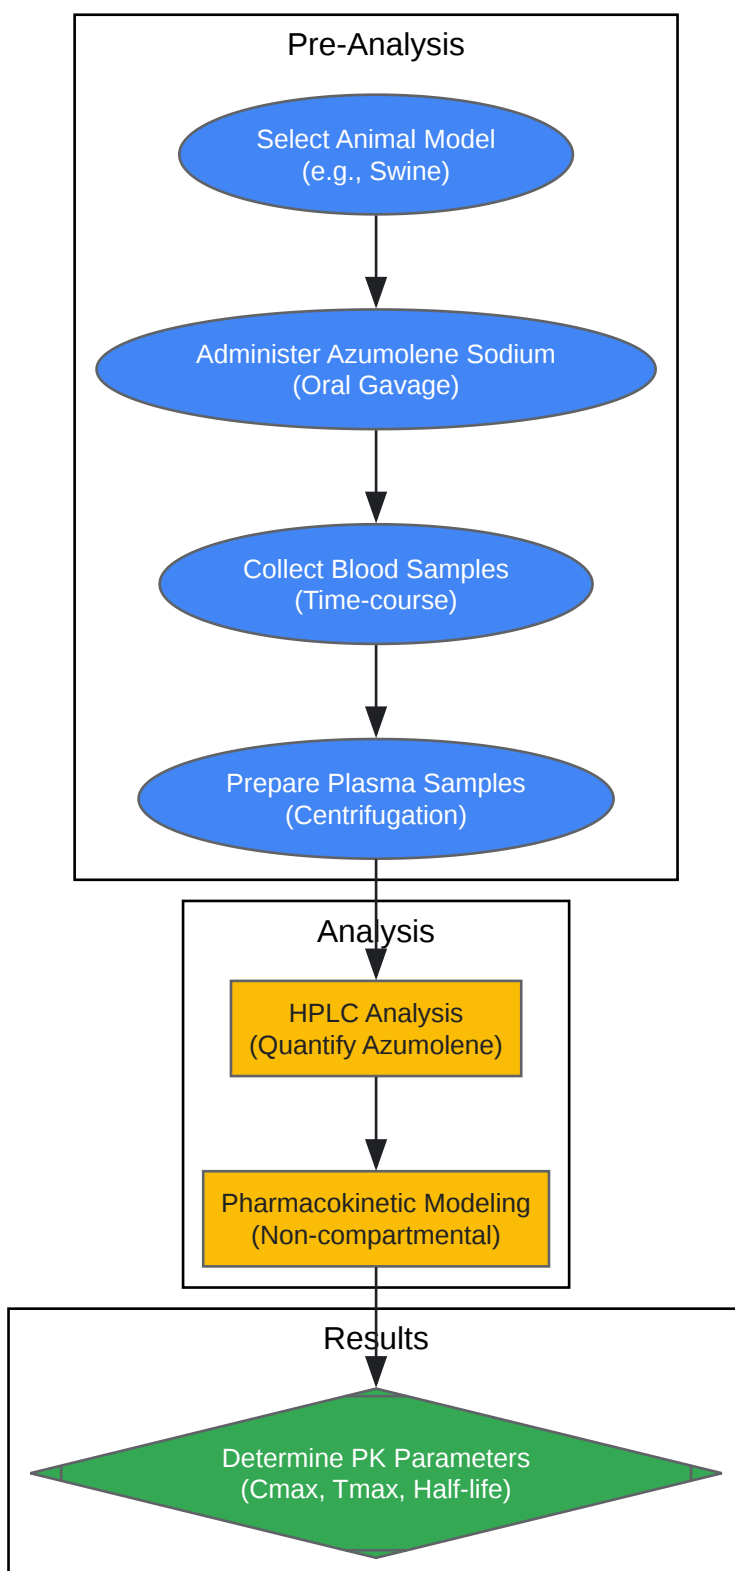 Pre-Analysis
Select Animal Model
(e.g., Swine)
Administer Azumolene Sodium
(Oral Gavage)
Collect Blood Samples
(Time-course)
Prepare Plasma Samples
(Centrifugation)
Analysis
HPLC Analysis
(Quantify Azumolene)
Pharmacokinetic Modeling
(Non-compartmental)
Results
Determine PK Parameters
(Cmax, Tmax, Half-life)